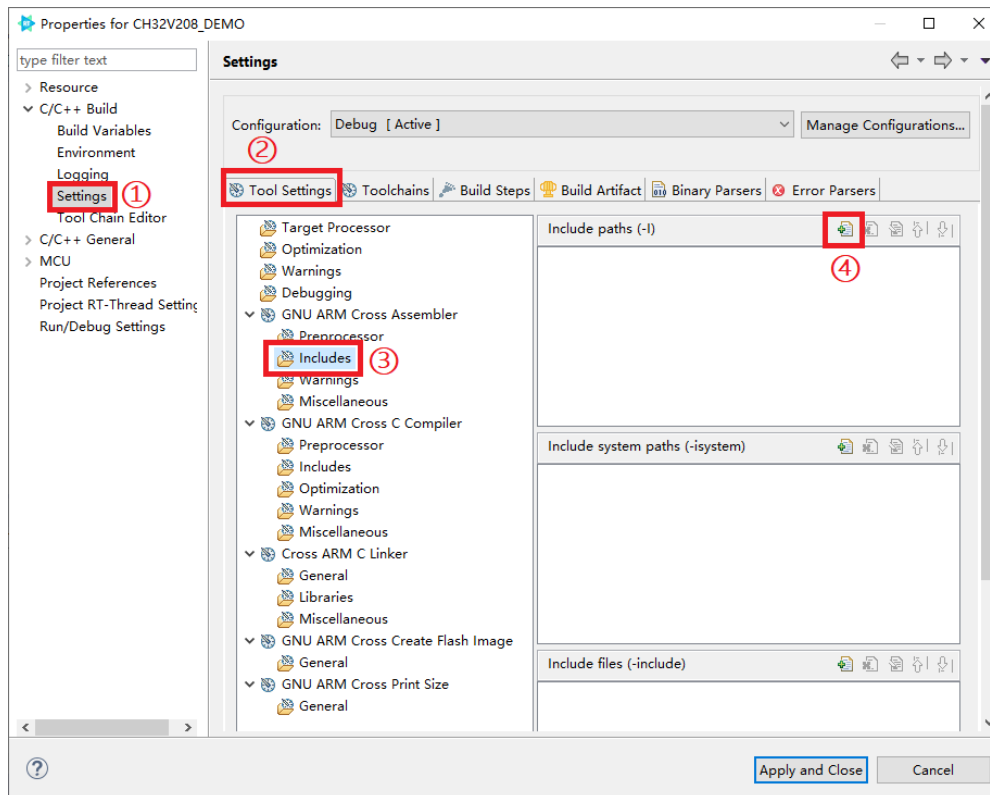 Properties for CH32V208_DEMO
type filter text
Settings
Resource
C/C++ Build
Build Variables
Environment
Logging
Settings
①
Tool Chain Editor
C/C++ General
MCU
Project References
Project RT-Thread Setting
Run/Debug Settings
Configuration: Debug [ Active ]
Manage Configurations...
②
Tool Settings Toolchains Build Steps Build Artifact Binary Parsers Error Parsers
Target Processor
Optimization
Warnings
Debugging
GNU ARM Cross Assembler
Preprocessor
Includes
③
Warnings
Miscellaneous
GNU ARM Cross C Compiler
Preprocessor
Includes
Optimization
Warnings
Miscellaneous
Cross ARM C Linker
General
Libraries
Miscellaneous
GNU ARM Cross Create Flash Image
General
GNU ARM Cross Print Size
General
Include paths (-I)
④
Include system paths (-isystem)
Include files (-include)
Apply and Close
Cancel